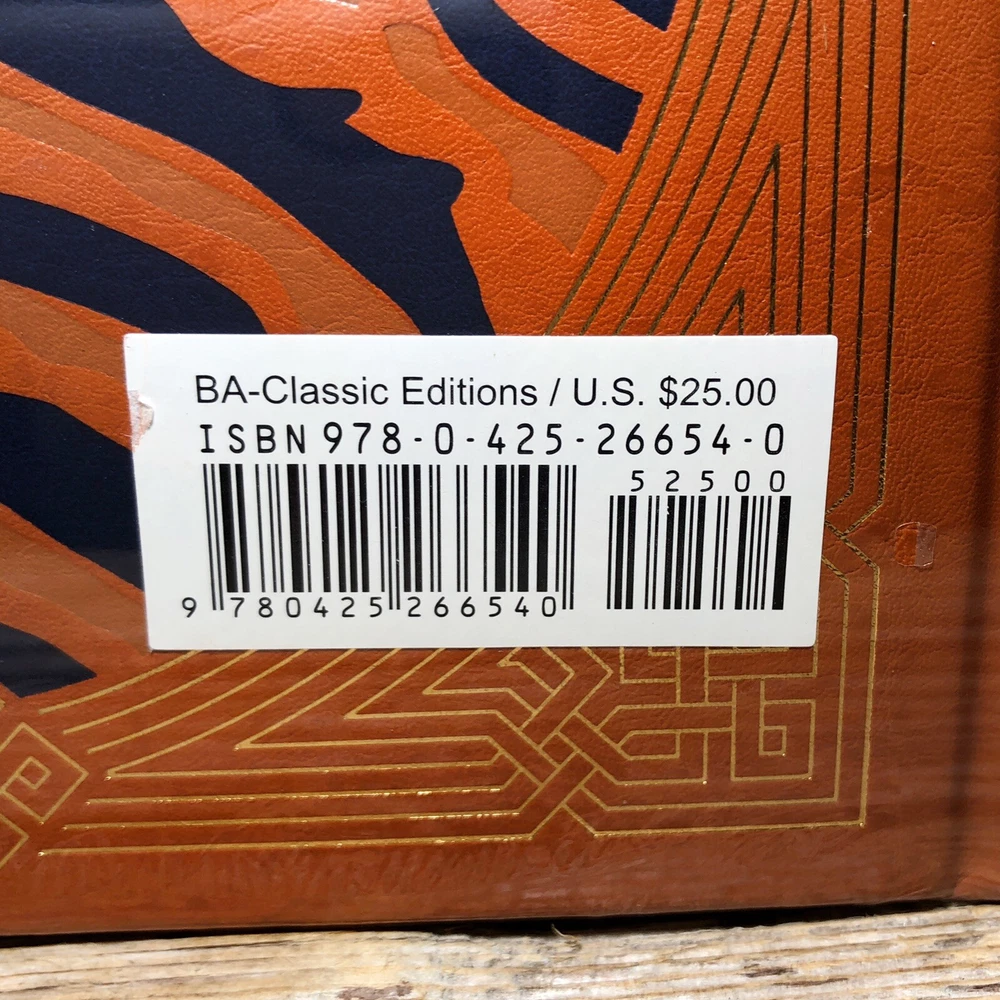 BA-Classic Editions / U.S. $25.00
ISBN 978-0-425-26654-0
52500
9 780425 266540